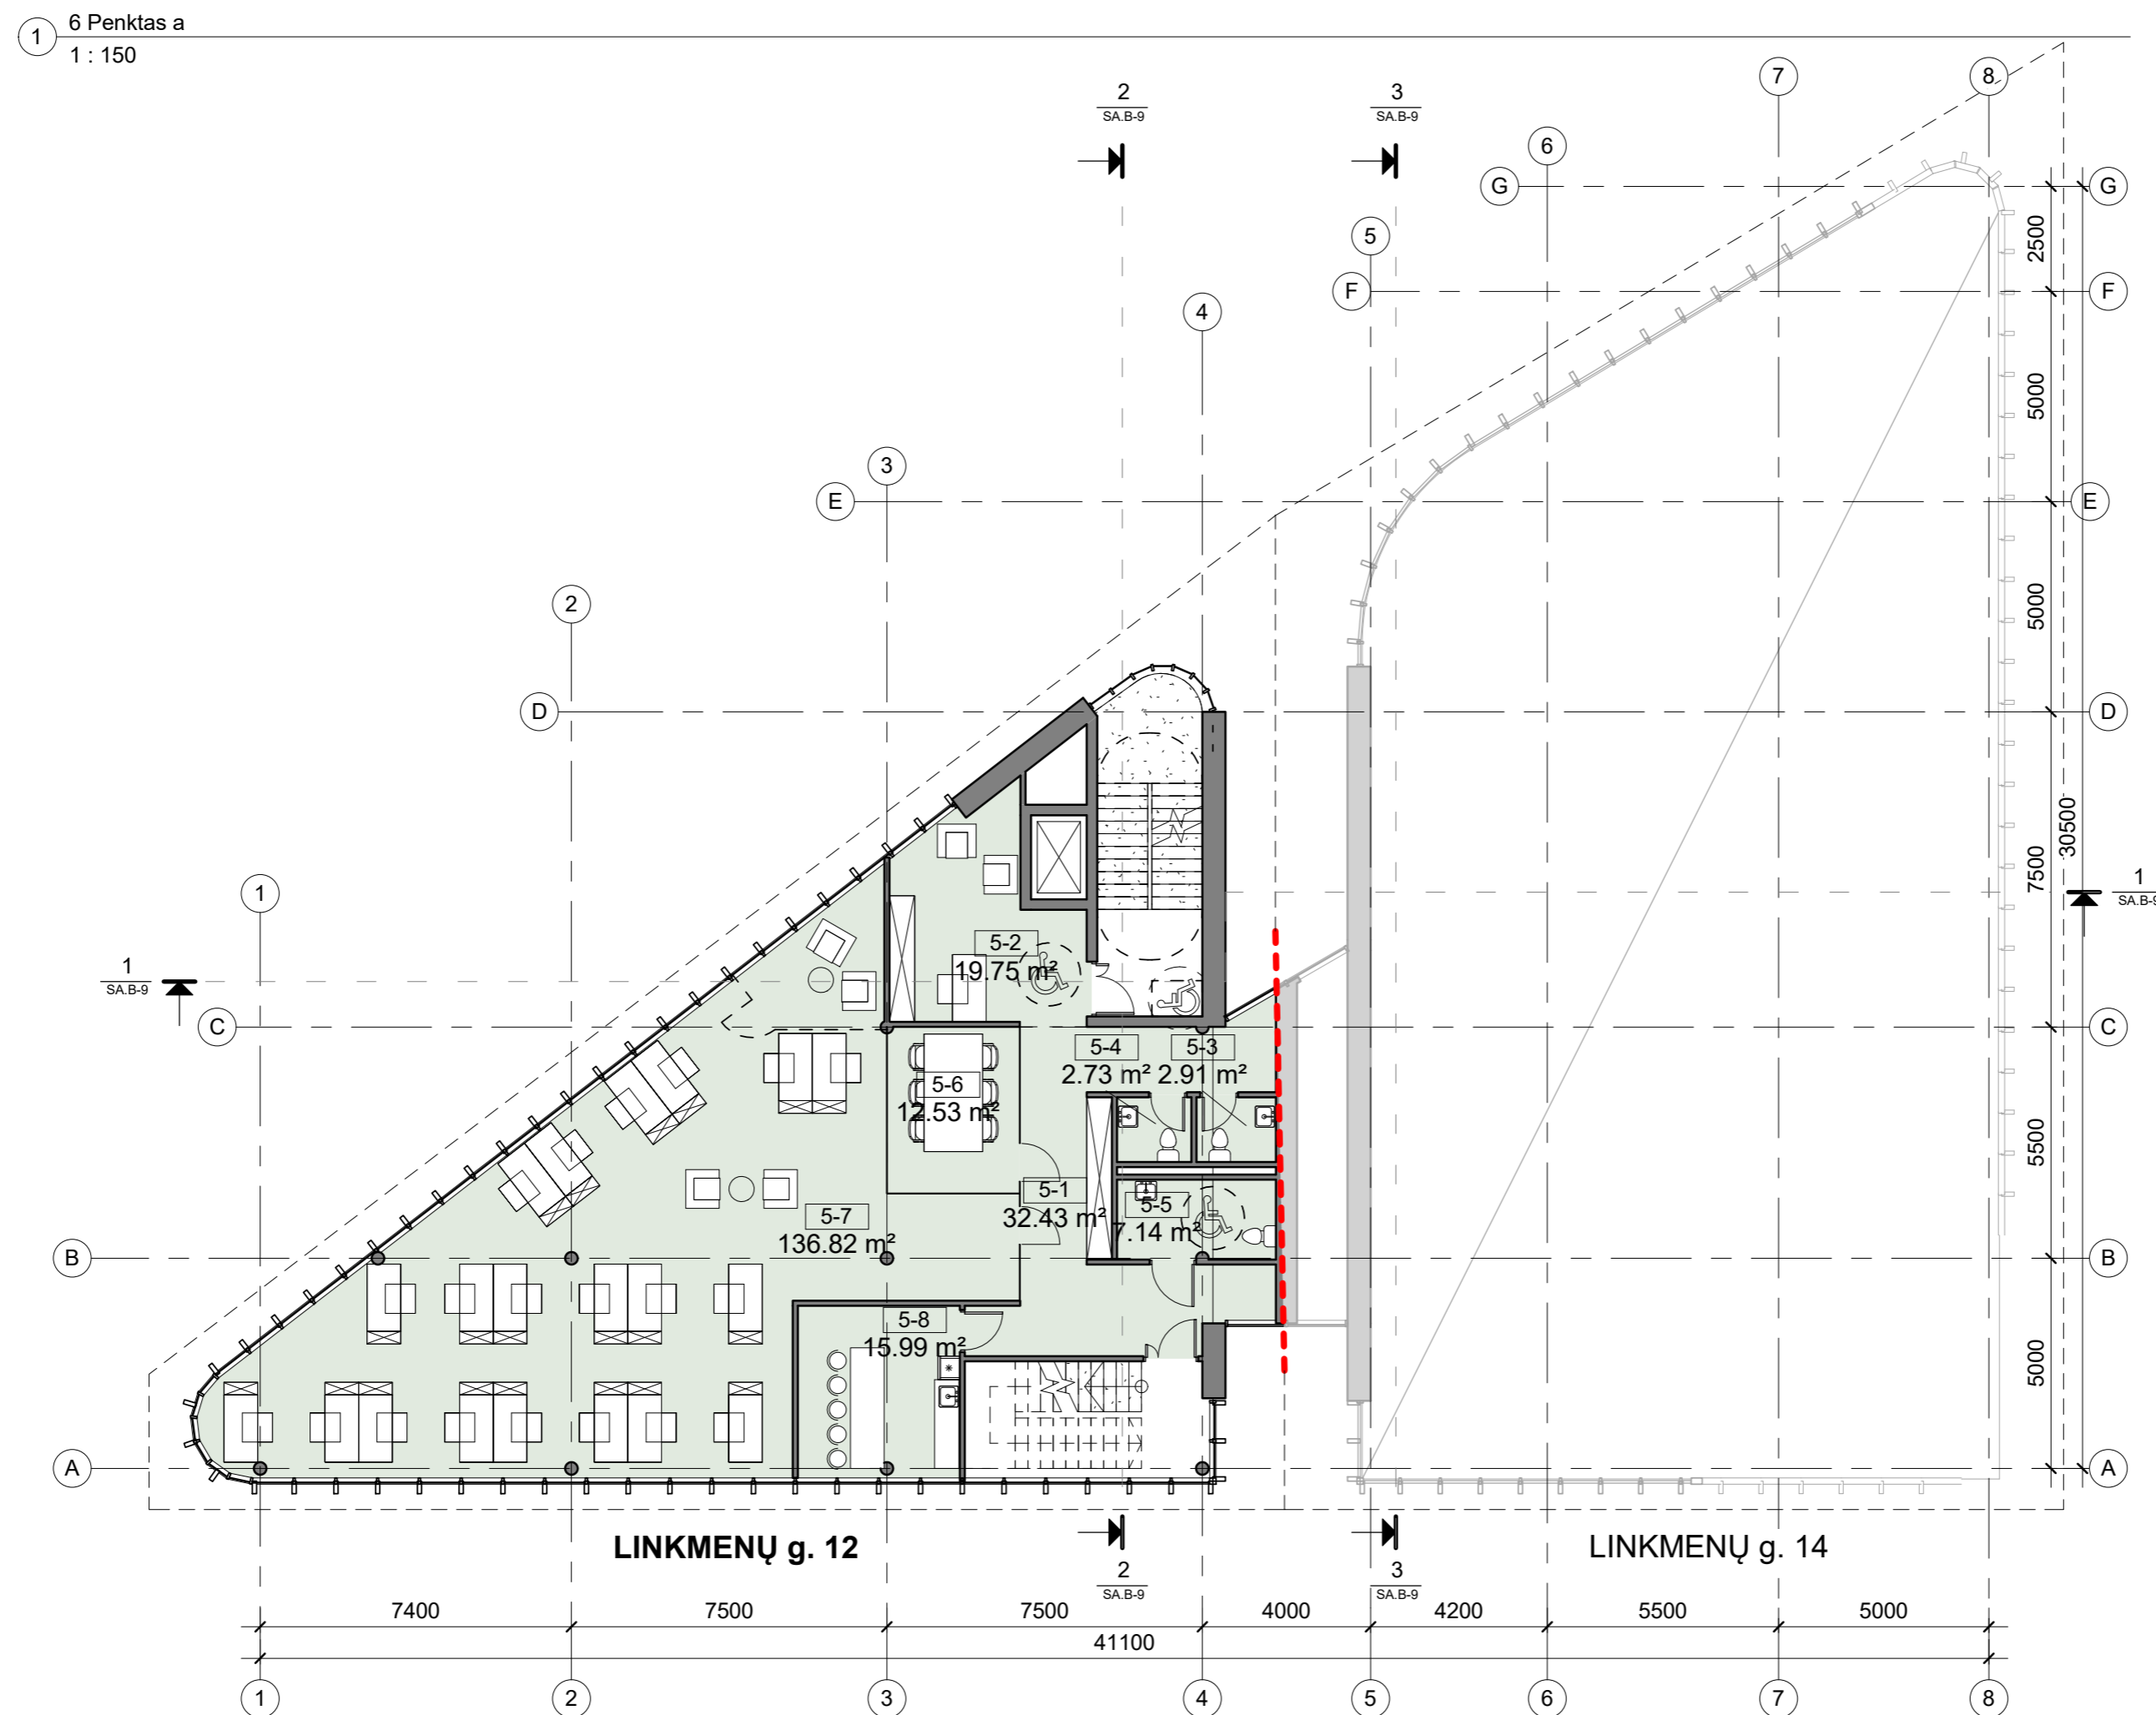 1
6 Penktas a
1 : 150
7
8
2
SA.B-9
3
SA.B-9
6
G
G
5
2500
F
F
4
5000
3
E
E
2
5000
D
D
30500
7500
1
1
SA.B-9
5-2
19.75 m²
1
SA.B-9
C
C
5-4
2.73 m²
5-3
2.91 m²
5-6
12.53 m²
5500
5-1
32.43 m²
5-5
7.14 m²
5-7
136.82 m²
B
B
5-8
15.99 m²
5000
A
A
LINKMENŲ g. 12
LINKMENŲ g. 14
2
SA.B-9
3
SA.B-9
7400
7500
7500
4000
4200
5500
5000
41100
1
2
3
4
5
6
7
8